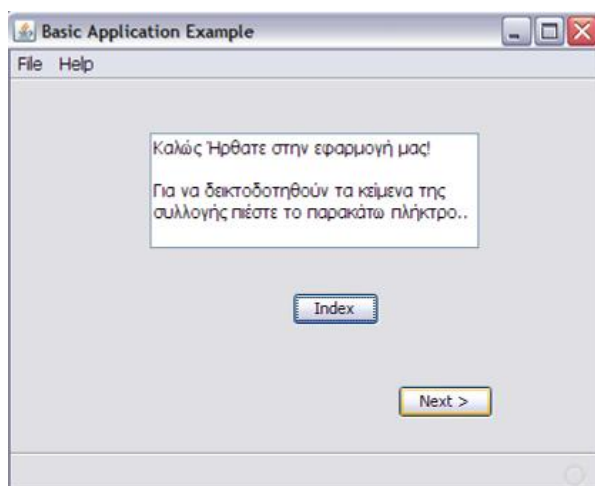 Basic Application Example
File Help
Καλώς Ήρθατε στην εφαρμογή μας!
Για να δεικτοδοτηθούν τα κείμενα της
συλλογής πιέστε το παρακάτω πλήκτρο..
Index
Next >